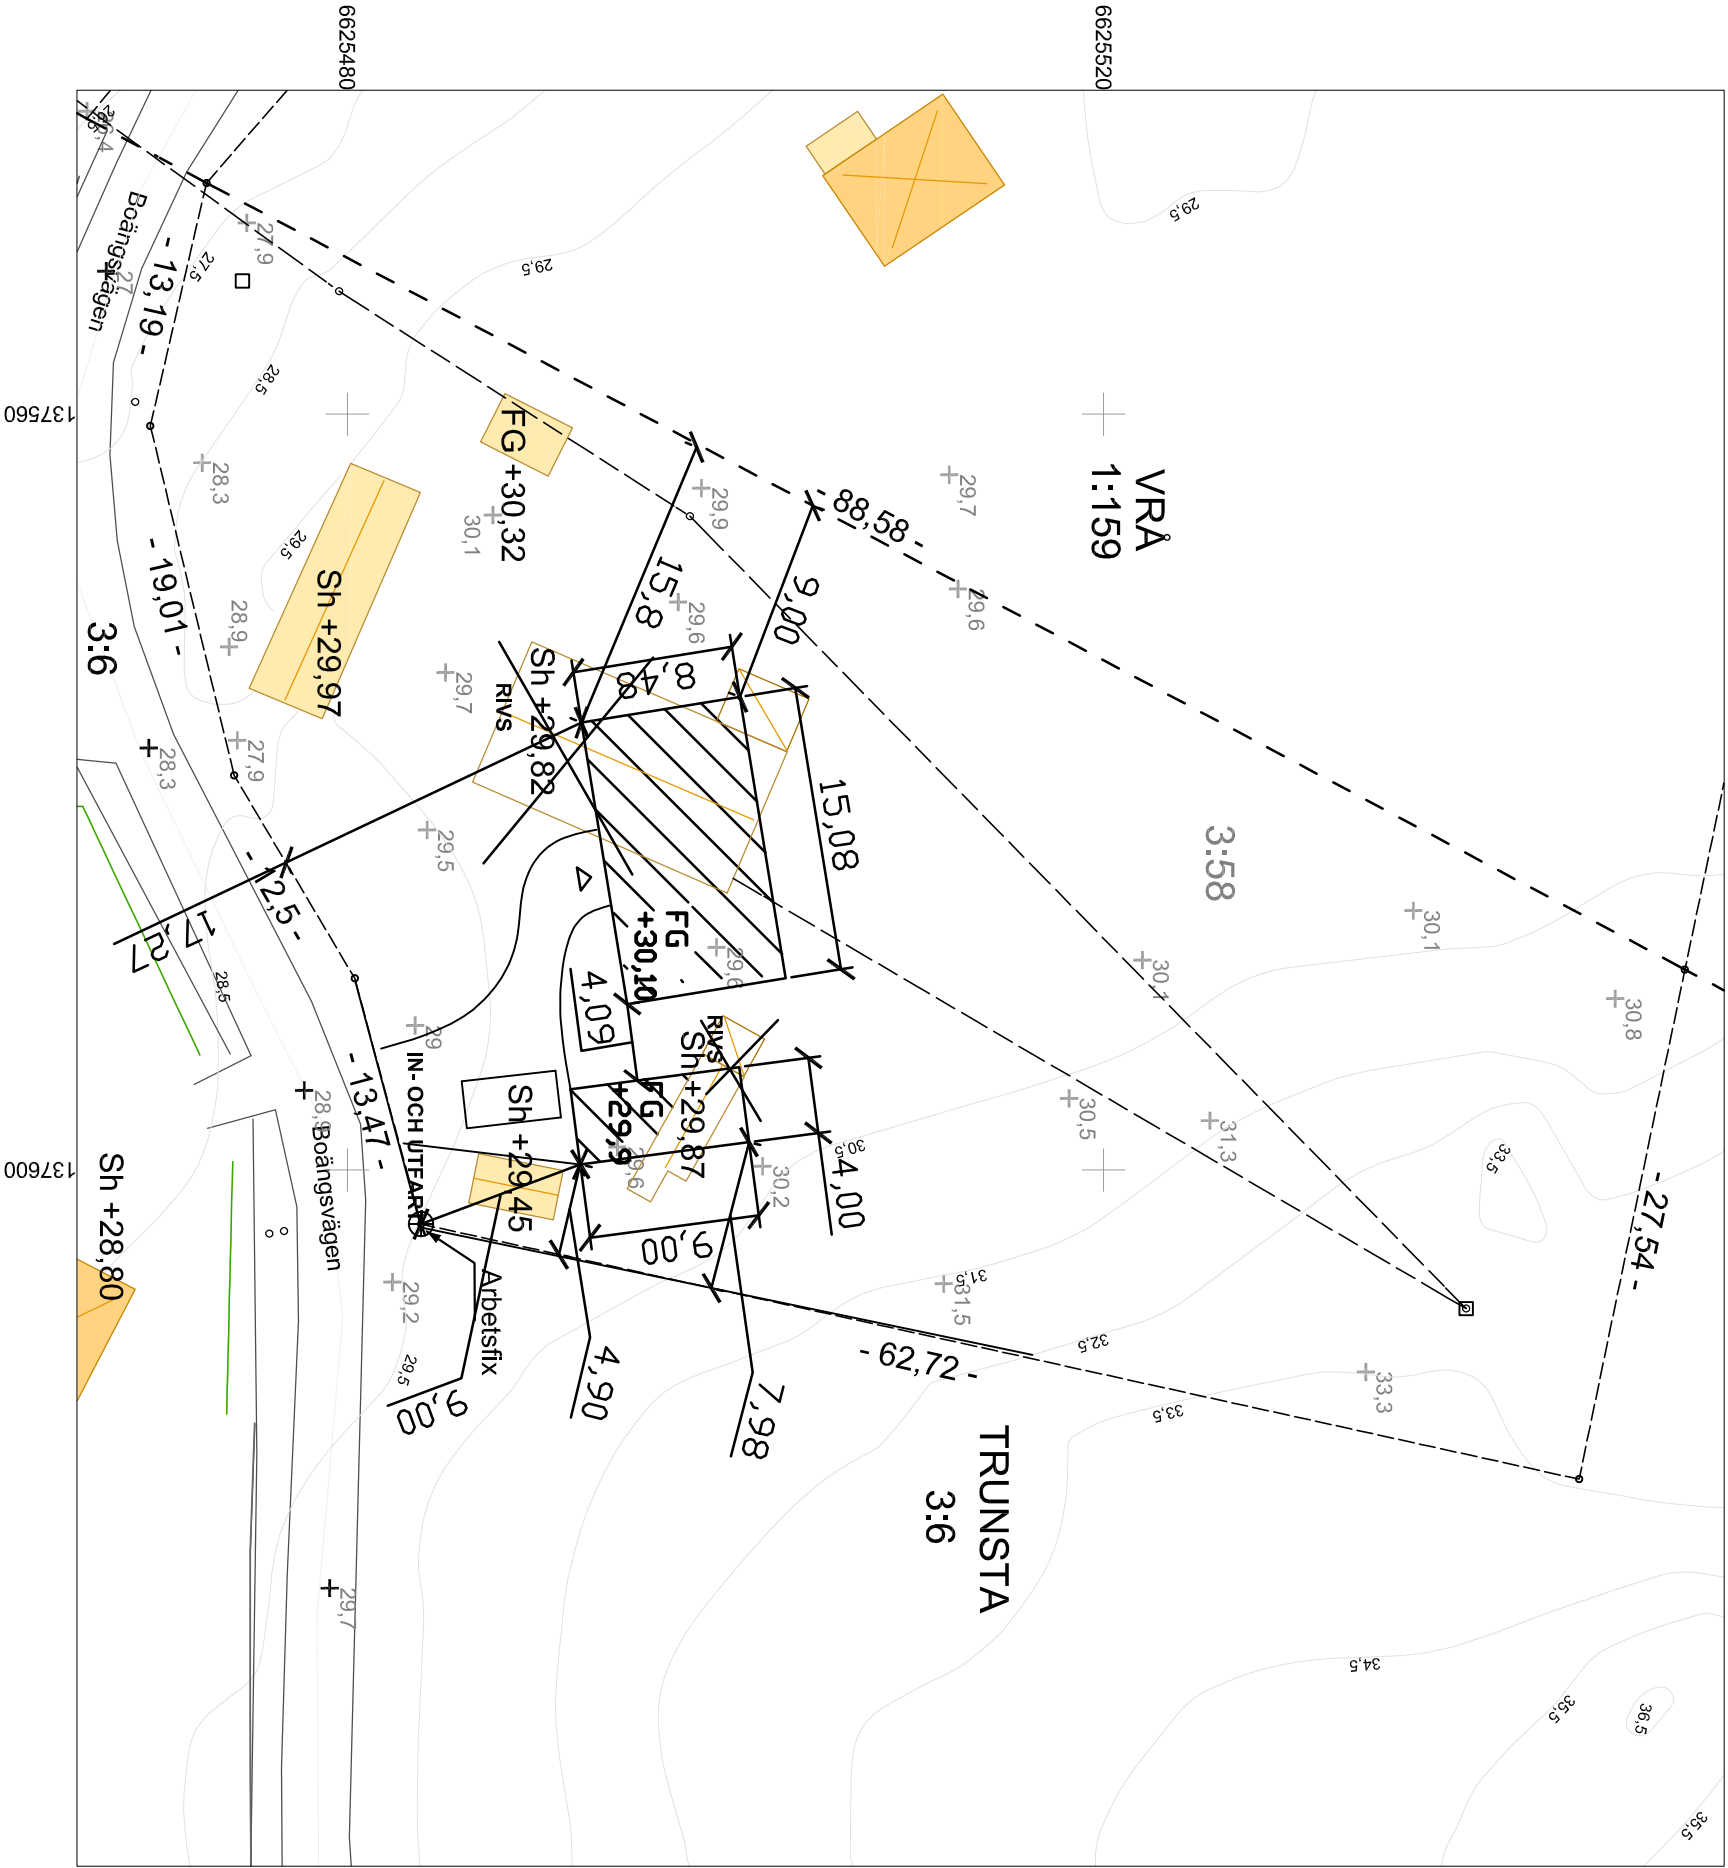 6625480
6625520
137560
137600
27,9
27,5
Boängsvägen
27
- 13,19 -
28,5
29,5
29,5
VRÅ
1:159
- 88,58 -
29,7
29,6
29,9
29,6
FG +30,32
30,1
28,3
29,5
- 19,01 -
28,9
Sh +29,97
3:6
28,3
27,9
29,7
Sh +29,82
RIVS
15,8
9,00
8,48
15,08
3:58
29,5
- 2,5 -
17,27
28,5
FG
+30,10
29,6
4,09
30,1
30,1
30,8
29
IN- OCH UTFART
- 13,47 -
28,9
Boängsvägen
Sh +28,80
Sh +29,45
FG
+29,9
29,6
RIVS
Sh +29,87
30,2
30,5
4,00
9,00
30,5
31,3
33,5
- 27,54 -
Arbetsfix
29,2
29,5
9,00
4,90
7,98
31,5
31,5
32,5
33,3
33,5
- 62,72 -
TRUNSTA
3:6
29,7
34,5
35,5
36,5
35,5